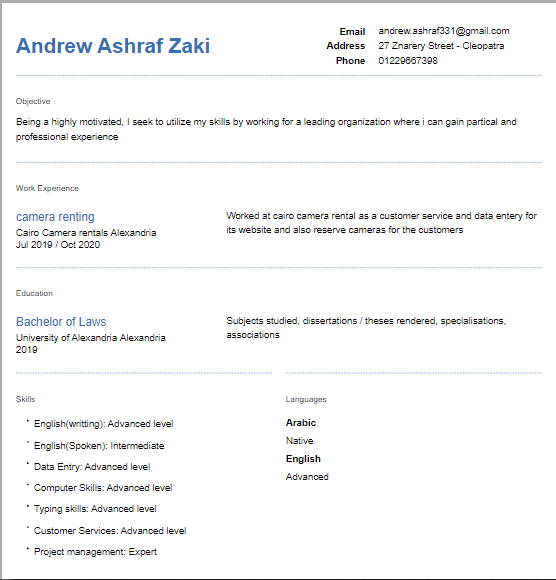 Andrew Ashraf Zaki
Email andrew.ashraf331@gmail.com
Address 27 Znarery Street - Cleopatra
Phone 01229667398
Objective
Being a highly motivated, I seek to utilize my skills by working for a leading organization where i can gain partical and
professional experience
Work Experience
camera renting
Cairo Camera rentals Alexandria
Jul 2019 / Oct 2020
Worked at cairo camera rental as a customer service and data entery for
its website and also reserve cameras for the customers
Education
Bachelor of Laws
University of Alexandria Alexandria
2019
Subjects studied, dissertations / theses rendered, specialisations,
associations
Skills
• English(writting): Advanced level
• English(Spoken): Intermediate
• Data Entry: Advanced level
• Computer Skills: Advanced level
• Typing skills: Advanced level
• Customer Services: Advanced level
• Project management: Expert
Languages
Arabic
Native
English
Advanced